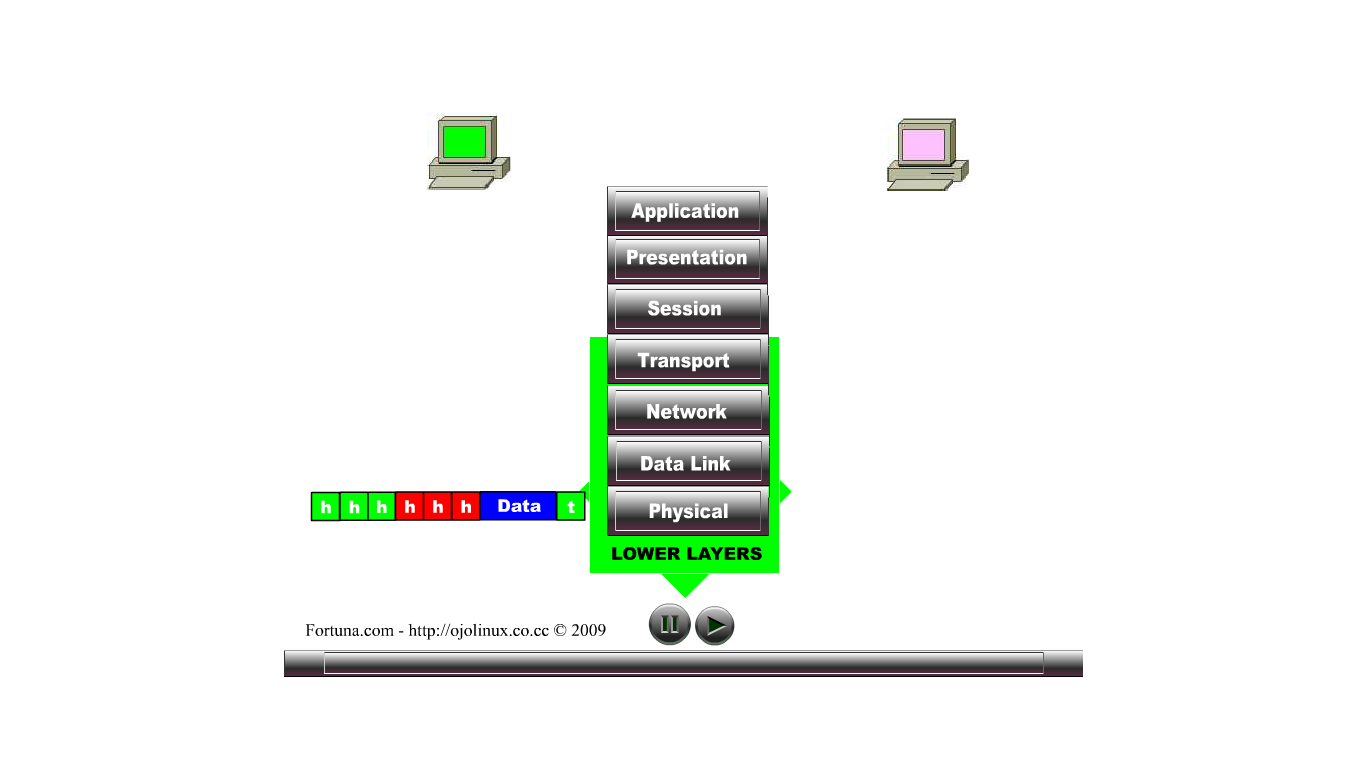 Application
Presentation
Session
Transport
Network
Data Link
Physical
h h h h h h Data t
LOWER LAYERS
Fortuna.com - http://ojolinux.co.cc © 2009